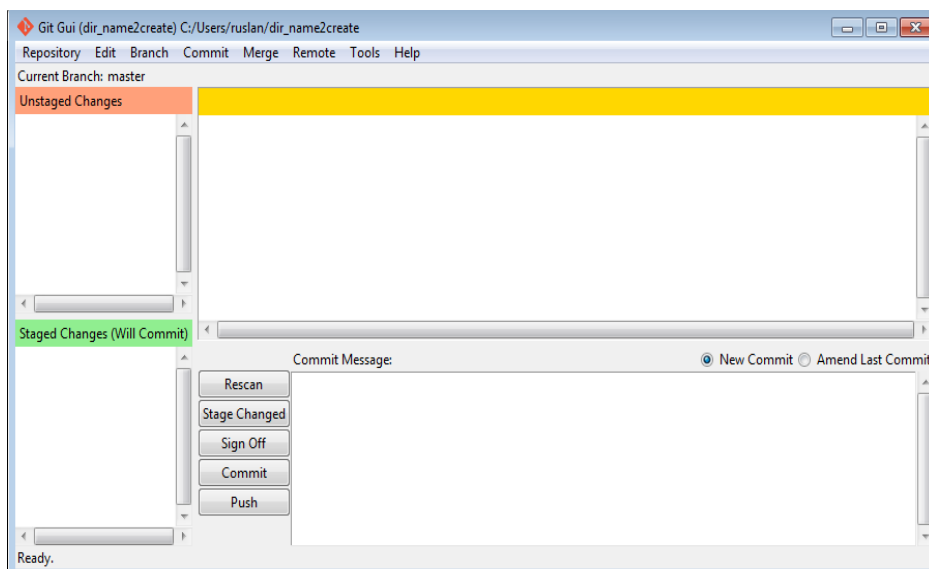 Git Gui (dir_name2create) C:/Users/ruslan/dir_name2create
Repository Edit Branch Commit Merge Remote Tools Help
Current Branch: master
Unstaged Changes
Staged Changes (Will Commit)
Commit Message:
New Commit Amend Last Commit
Rescan
Stage Changed
Sign Off
Commit
Push
Ready.